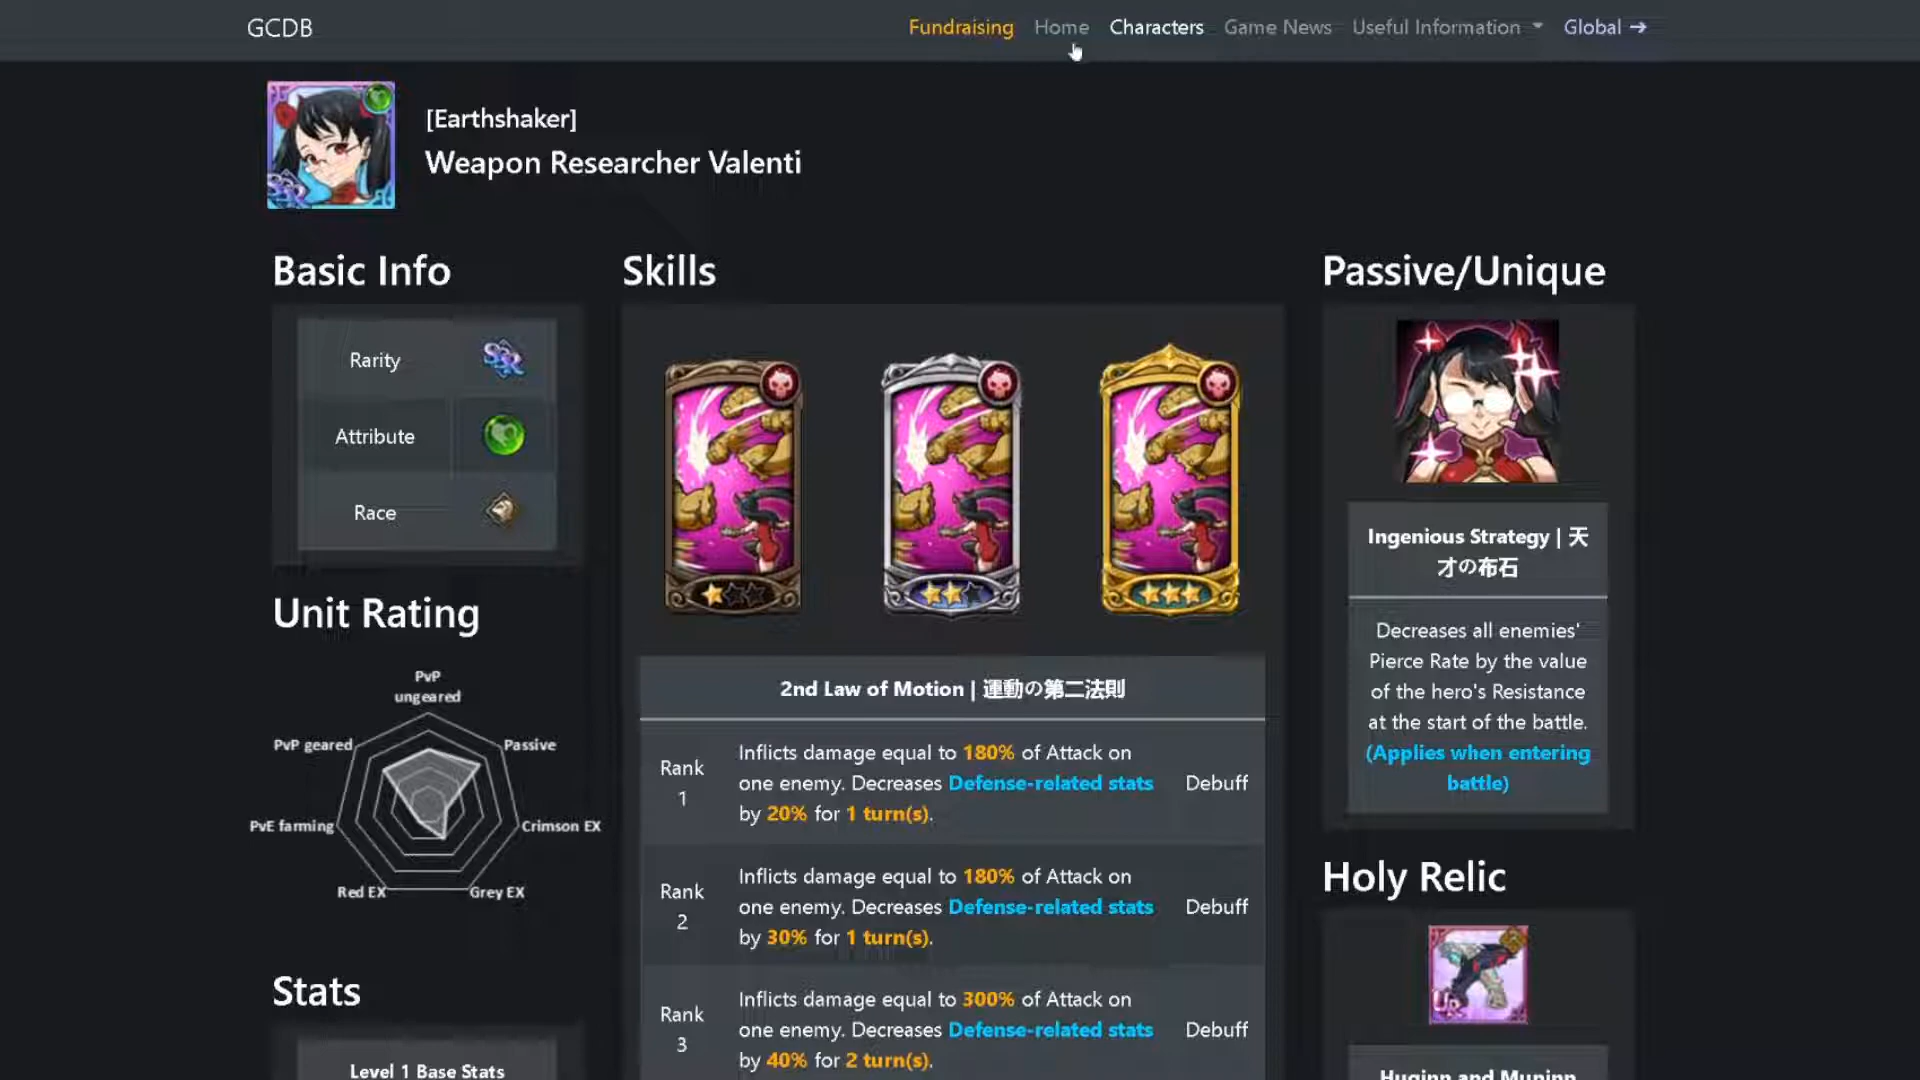 GCDB
Fundraising
Home
Characters
Game News
Useful Information
Global →
[Earthshaker]
Weapon Researcher Valenti
Basic Info
Rarity
SSR
Attribute
Race
Unit Rating
PvP
ungeared
PvP geared
Passive
PvE farming
Crimson EX
Red EX
Grey EX
Stats
Level 1 Base Stats
Skills
2nd Law of Motion | 運動の第二法則
Rank
1
Inflicts damage equal to 180% of Attack on
one enemy. Decreases Defense-related stats
by 20% for 1 turn(s).
Debuff
Rank
2
Inflicts damage equal to 180% of Attack on
one enemy. Decreases Defense-related stats
by 30% for 1 turn(s).
Debuff
Rank
3
Inflicts damage equal to 300% of Attack on
one enemy. Decreases Defense-related stats
by 40% for 2 turn(s).
Debuff
Passive/Unique
Ingenious Strategy | 天
才の布石
Decreases all enemies'
Pierce Rate by the value
of the hero's Resistance
at the start of the battle.
(Applies when entering
battle)
Holy Relic
UR
Huginn and Muninn